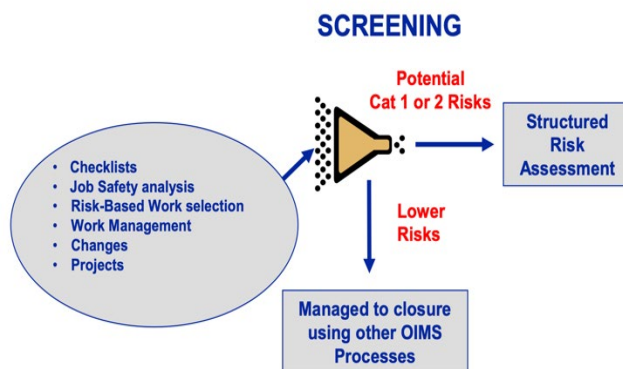 SCREENING
Potential
Cat 1 or 2 Risks
Structured
Risk
Assessment
• Checklists
• Job Safety analysis
• Risk-Based Work selection
• Work Management
• Changes
• Projects
Lower
Risks
Managed to closure
using other OIMS
Processes